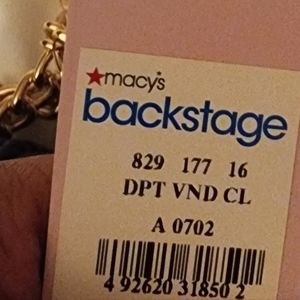 macy's
backstage
829 177 16
DPT VND CL
A 0702
4 92620 31850 2